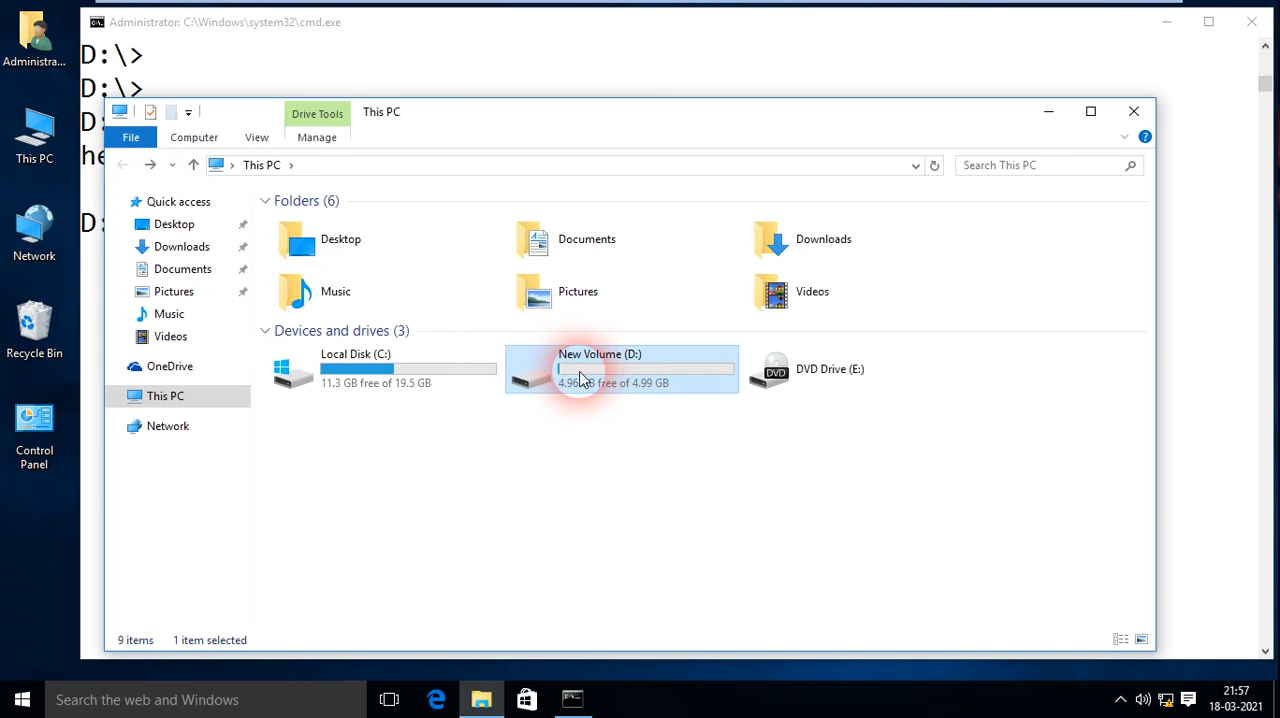 Administrator: C:\Windows\system32\cmd.exe
D:\>
D:\>
D:
he
D:
Administra...
This PC
Network
Recycle Bin
Control
Panel
Drive Tools
This PC
File
Computer
View
Manage
This PC
Search This PC
Quick access
Desktop
Downloads
Documents
Pictures
Music
Videos
OneDrive
This PC
Network
Folders (6)
Desktop
Documents
Downloads
Music
Pictures
Videos
Devices and drives (3)
Local Disk (C:)
11.3 GB free of 19.5 GB
New Volume (D:)
4.96 GB free of 4.99 GB
DVD
DVD Drive (E:)
9 items
1 item selected
Search the web and Windows
21:57
18-03-2021